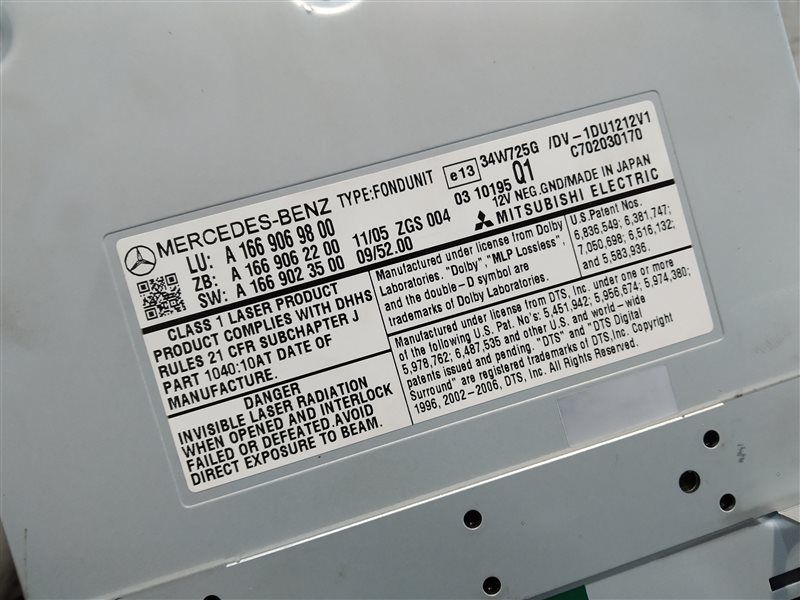 MERCEDES-BENZ TYPE:FONDUNIT e13 34W725G /DV-1DU1212V1
03 10195 Q1 C702030170
LU: A 166 906 98 00
ZB: A 166 906 22 00 11/05 ZGS 004
SW: A 166 902 35 00 09/52.00
12V NEG.GND/MADE IN JAPAN
MITSUBISHI ELECTRIC
CLASS 1 LASER PRODUCT
PRODUCT COMPLIES WITH DHHS
RULES 21 CFR SUBCHAPTER J
PART 1040:10AT DATE OF
MANUFACTURE.
DANGER
INVISIBLE LASER RADIATION
WHEN OPENED AND INTERLOCK
FAILED OR DEFEATED.AVOID
DIRECT EXPOSURE TO BEAM.
Manufactured under license from Dolby
Laboratories. "Dolby", "MLP Lossless",
and the double-D symbol are
trademarks of Dolby Laboratories.
U.S.Patent Nos.
6,836,549; 6,381,747;
7,050,698; 6,516,132;
and 5,583,936.
Manufactured under license from DTS, Inc. under one or more
of the following U.S. Pat. No's: 5,451,942; 5,956,674; 5,974,380;
5,978,762; 6,487,535 and other U.S. and world-wide
patents issued and pending. "DTS" and "DTS Digital
Surround" are registered trademarks of DTS, Inc. Copyright
1996, 2002-2006, DTS, Inc. All Rights Reserved.